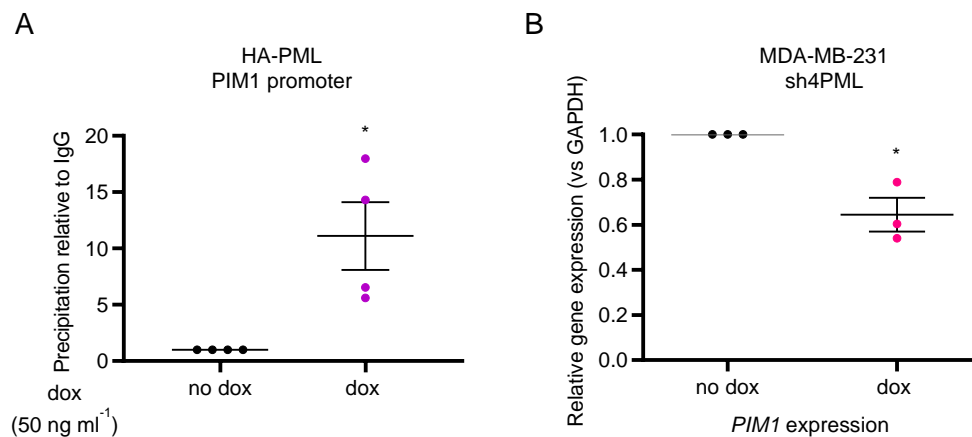 A
HA-PML
PIM1 promoter
Precipitation relative to IgG
20
15
10
5
0
*
no dox
dox
dox
(50 ng ml-1)
B
MDA-MB-231
sh4PML
Relative gene expression (vs GAPDH)
1.0
0.8
0.6
0.4
0.2
0.0
*
no dox
dox
PIM1 expression